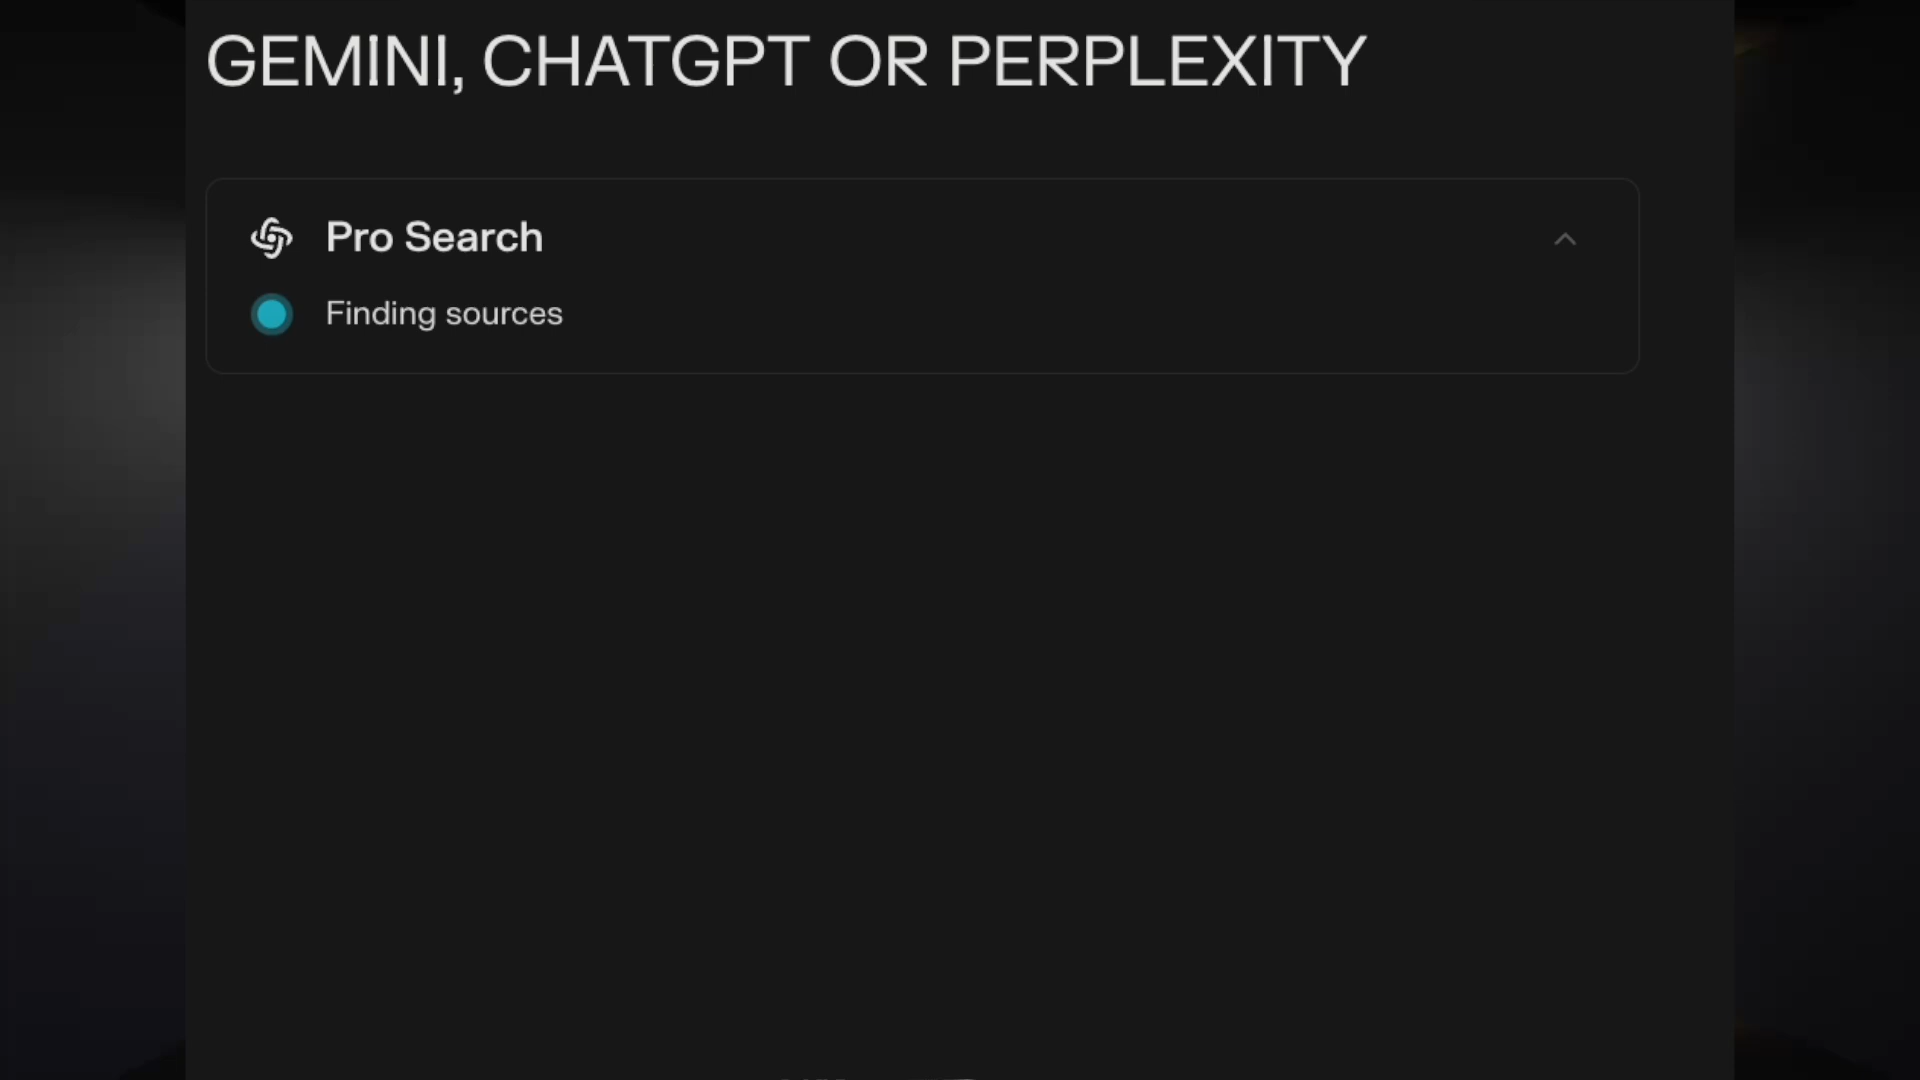 GEMINI, CHATGPT OR PERPLEXITY
Pro Search
Finding sources